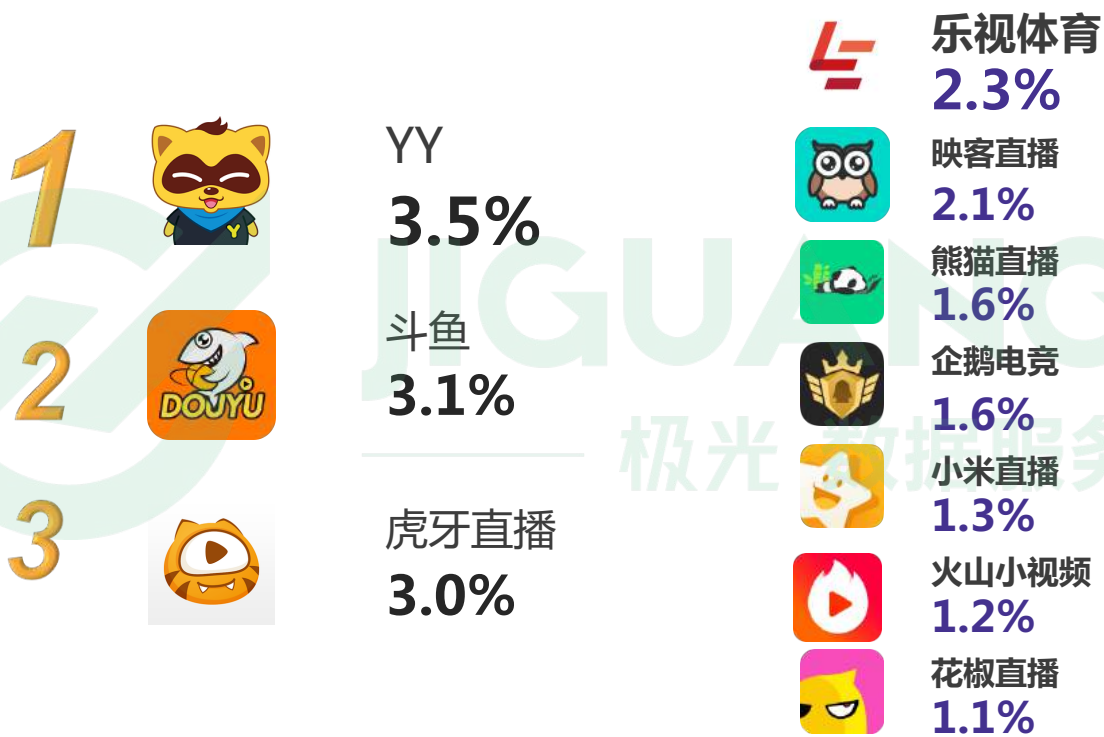 1
YY
3.5%
2
DOUYU
斗鱼
3.1%
3
虎牙直播
3.0%
乐视体育
2.3%
映客直播
2.1%
熊猫直播
1.6%
企鹅电竞
1.6%
小米直播
1.3%
火山小视频
1.2%
花椒直播
1.1%
JIGUANG
极光 数据服务